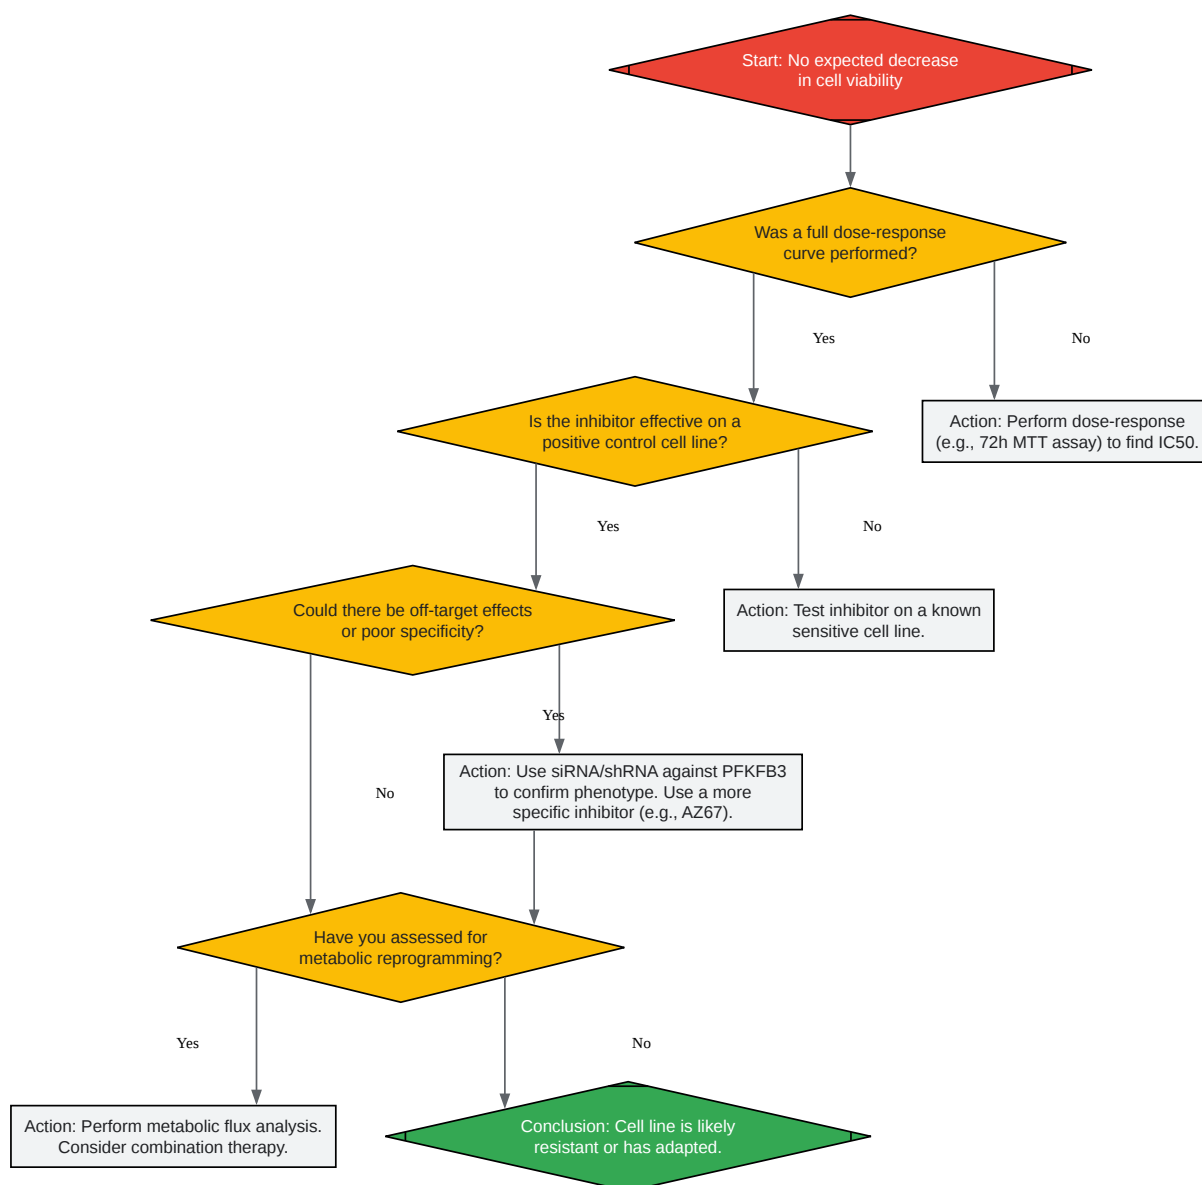 Start: No expected decrease
in cell viability
Was a full dose-response
curve performed?
Yes
No
Is the inhibitor effective on a
positive control cell line?
Action: Perform dose-response
(e.g., 72h MTT assay) to find IC50.
Yes
No
Could there be off-target effects
or poor specificity?
Action: Test inhibitor on a known
sensitive cell line.
Yes
No
Action: Use siRNA/shRNA against PFKFB3
to confirm phenotype. Use a more
specific inhibitor (e.g., AZ67).
Have you assessed for
metabolic reprogramming?
Yes
No
Action: Perform metabolic flux analysis.
Consider combination therapy.
Conclusion: Cell line is likely
resistant or has adapted.